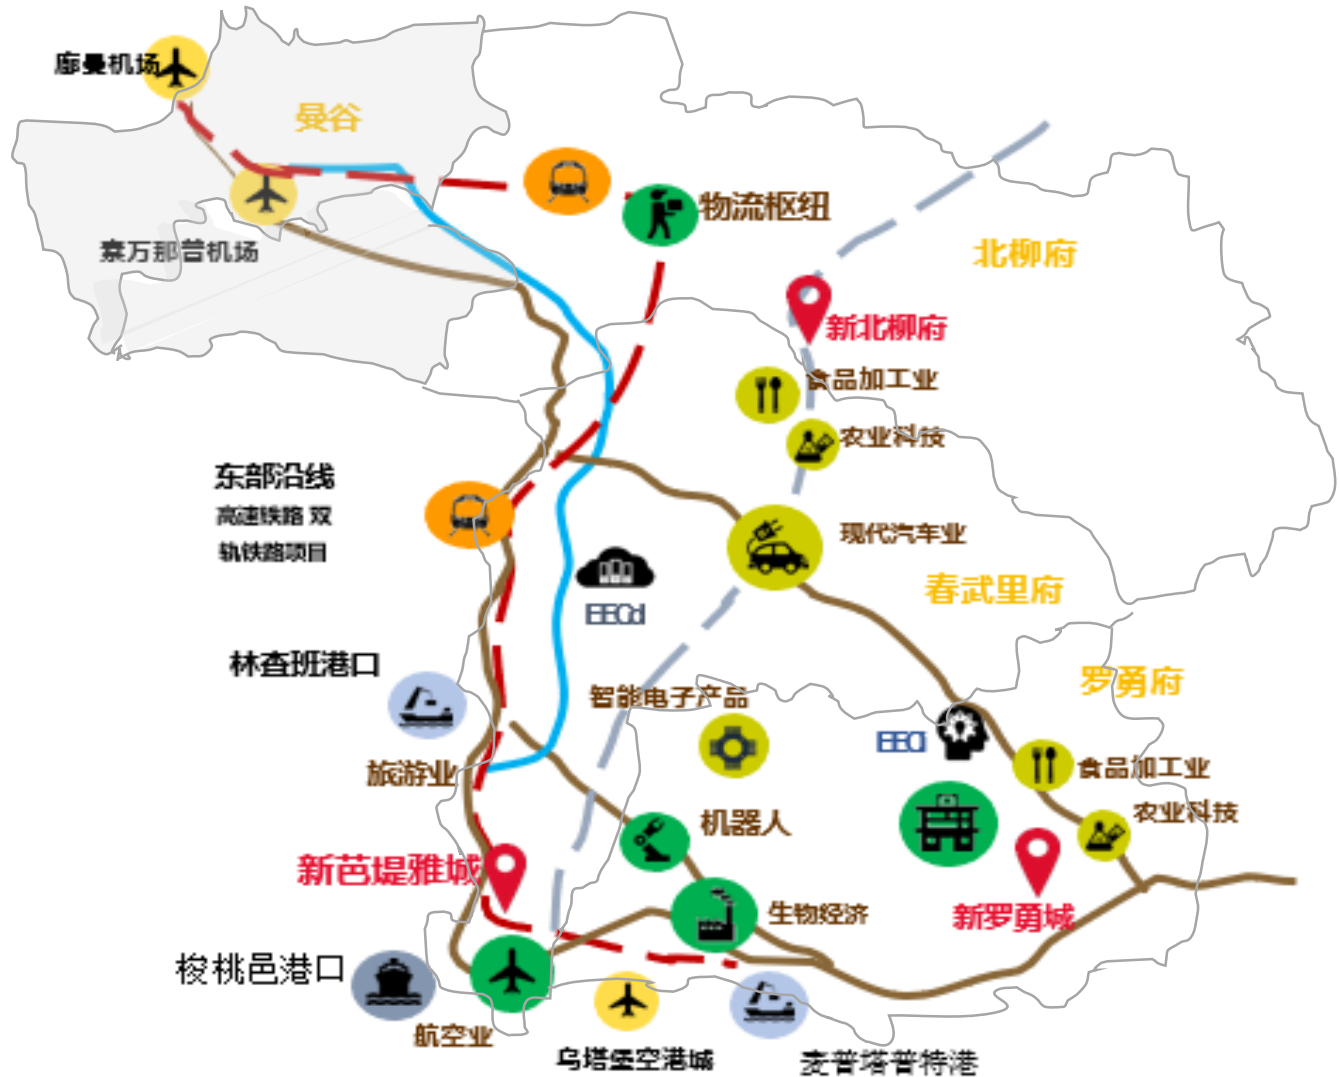 廊曼机场
曼谷
物流枢纽
素万那普机场
北柳府
新北柳府
食品加工业
农业科技
东部沿线
高速铁路 双
轨铁路项目
现代汽车业
春武里府
EECd
林查班港口
罗勇府
智能电子产品
EECi
旅游业
食品加工业
农业科技
机器人
新芭堤雅城
生物经济
新罗勇城
梭桃邑港口
航空业
乌塔堡空港城
麦普塔普特港